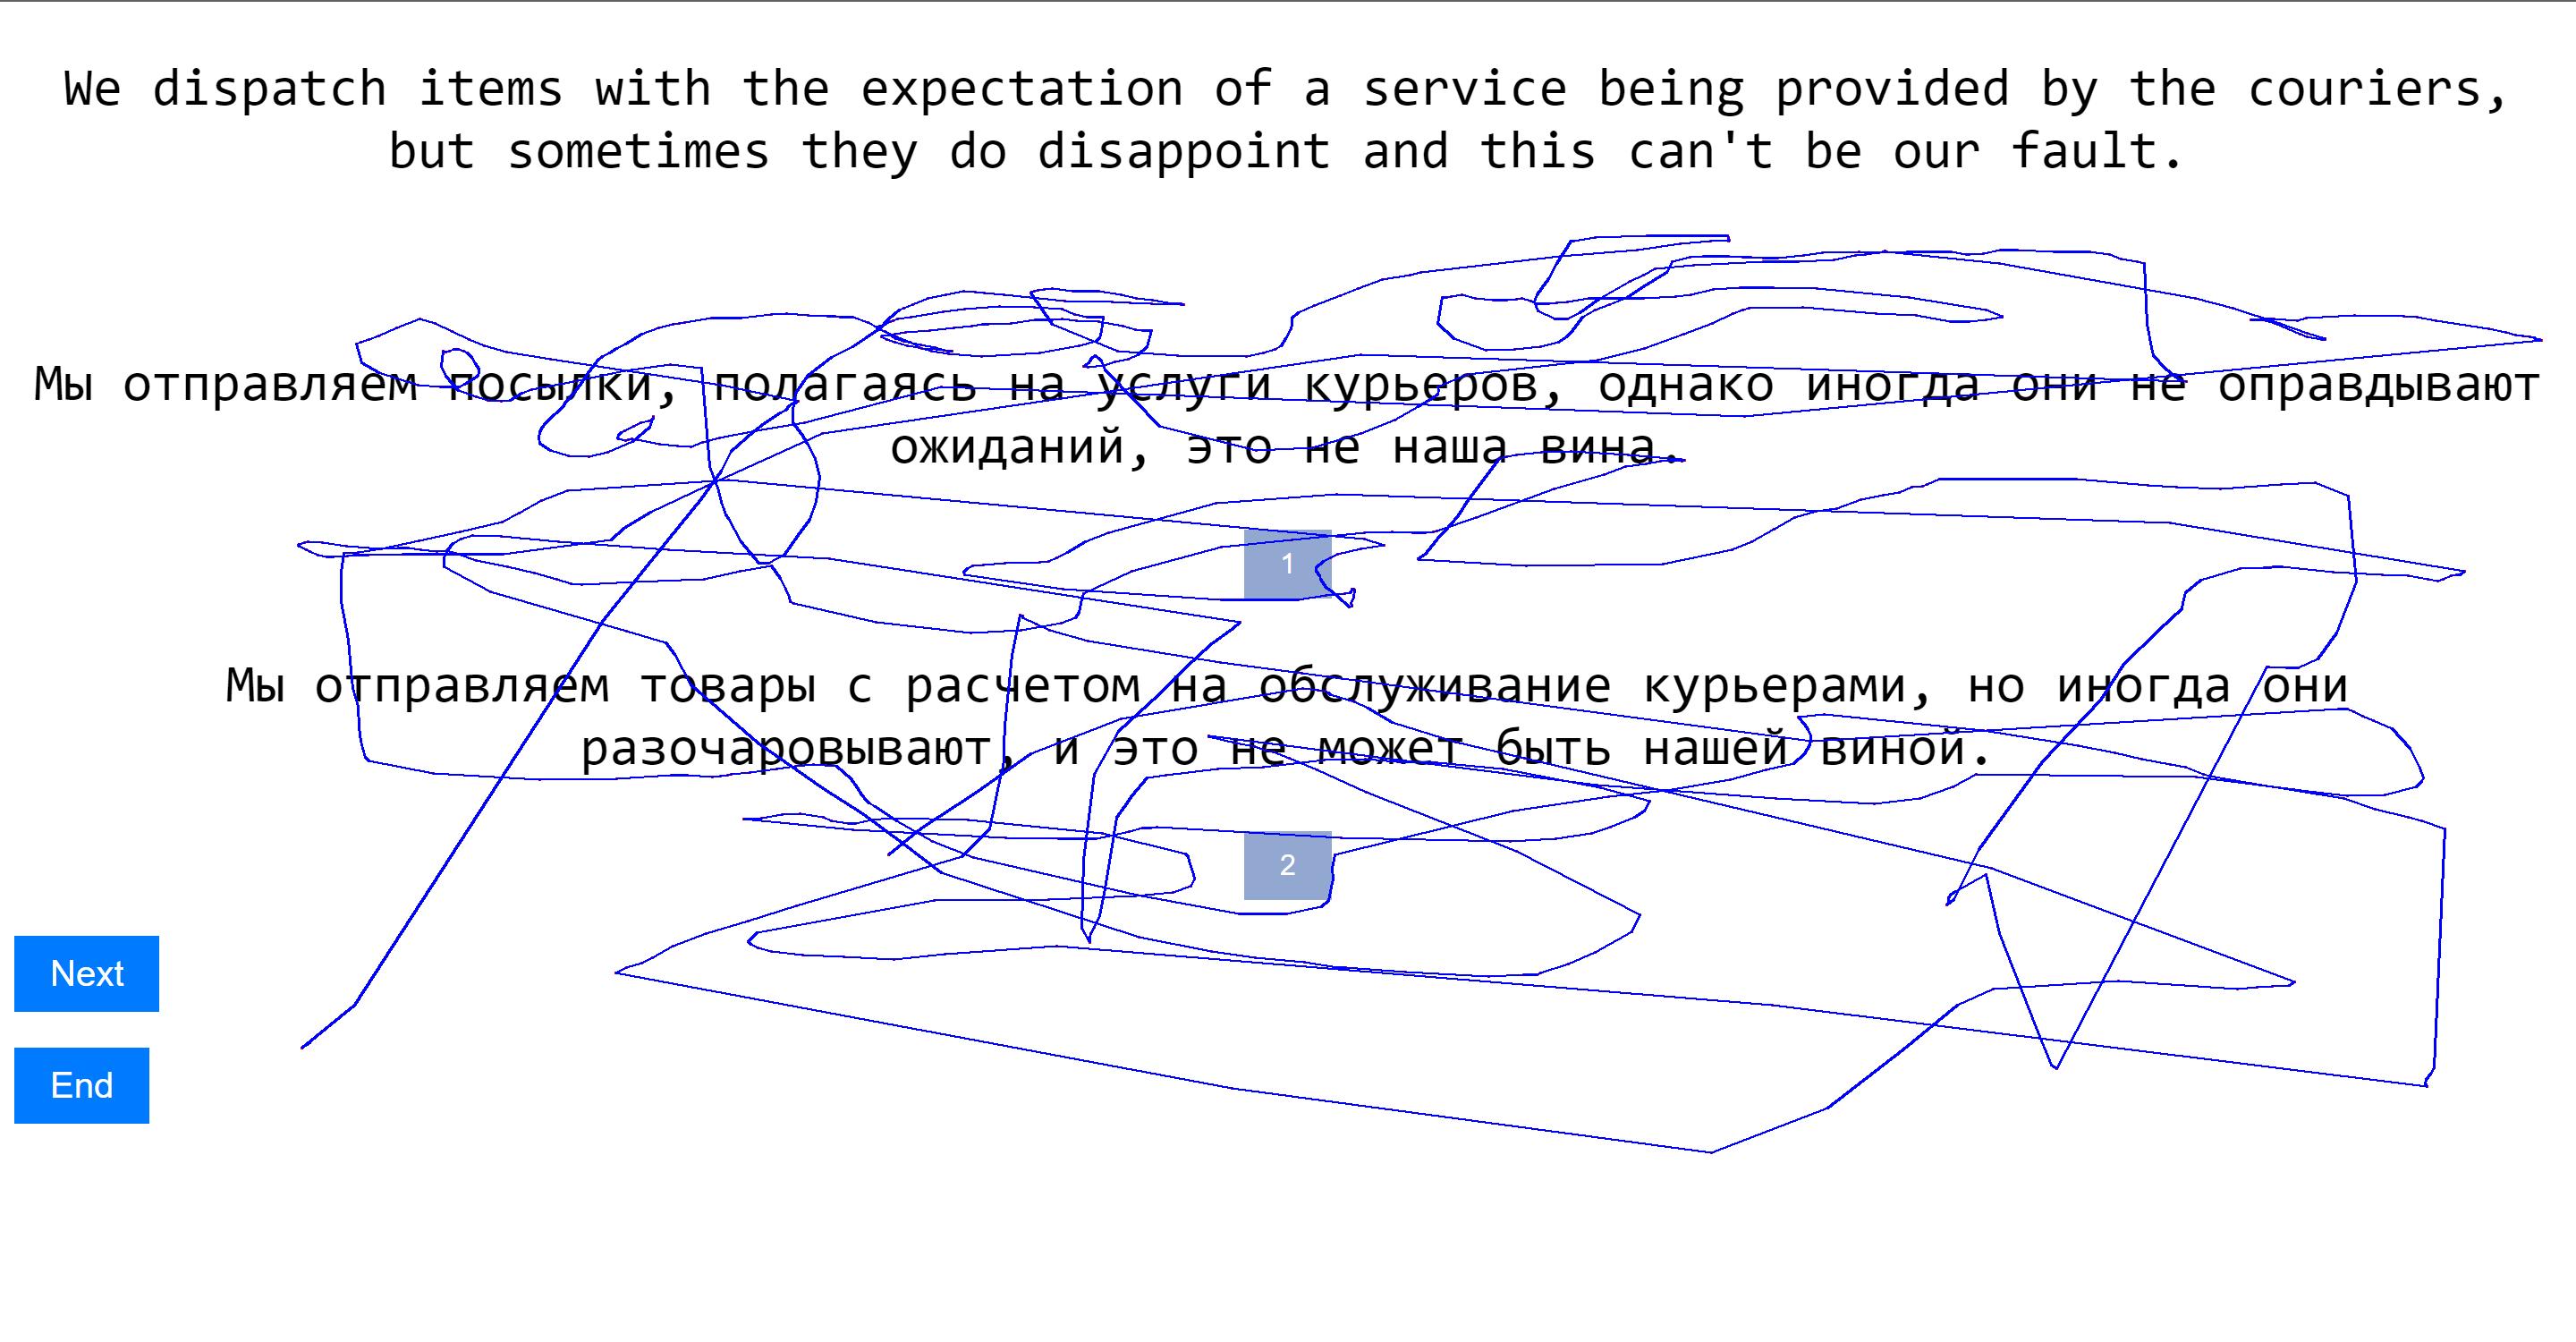 We dispatch items with the expectation of a service being provided by the couriers,
but sometimes they do disappoint and this can't be our fault.
Мы отправляем посылки, полагаясь на услуги курьеров, однако иногда они не оправдывают
ожиданий, это не наша вина.
1
Мы отправляем товары с расчетом на обслуживание курьерами, но иногда они
разочаровывают, и это не может быть нашей виной.
2
Next
End